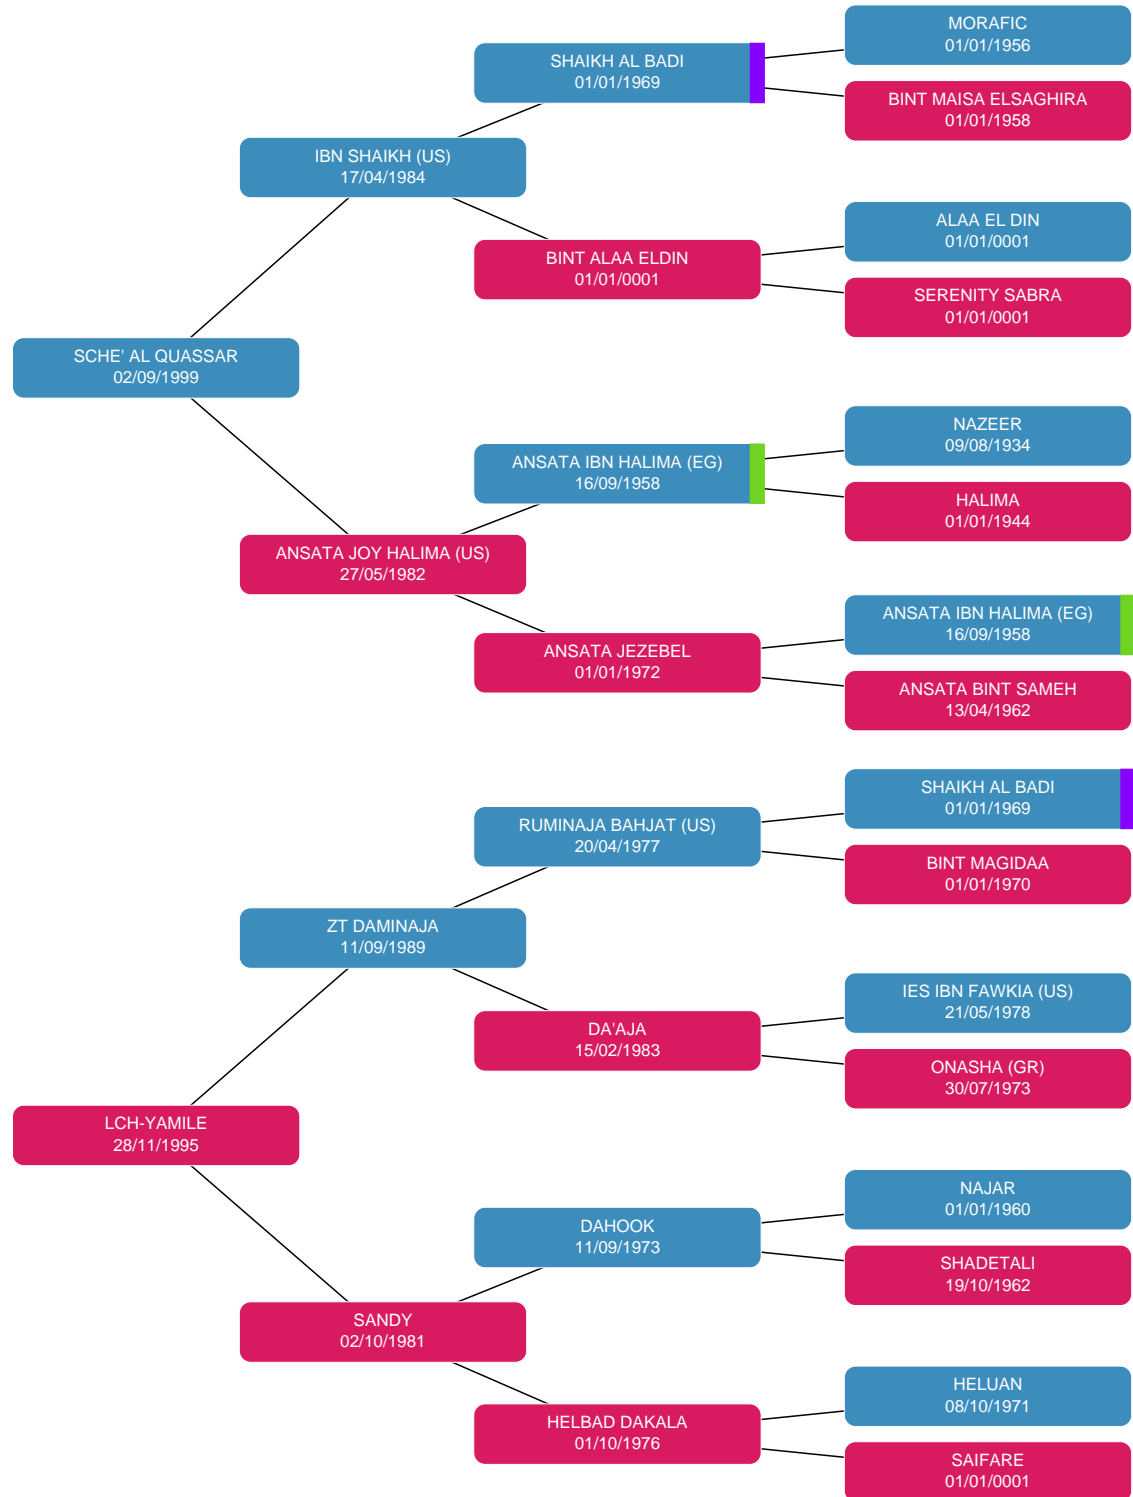 MORAFIC
01/01/1956
SHAIKH AL BADI
01/01/1969
BINT MAISA ELSAGHIRA
01/01/1958
IBN SHAIKH (US)
17/04/1984
ALAA EL DIN
01/01/0001
BINT ALAA ELDIN
01/01/0001
SERENITY SABRA
01/01/0001
SCHE' AL QUASSAR
02/09/1999
NAZEER
09/08/1934
ANSATA IBN HALIMA (EG)
16/09/1958
HALIMA
01/01/1944
ANSATA JOY HALIMA (US)
27/05/1982
ANSATA IBN HALIMA (EG)
16/09/1958
ANSATA JEZEBEL
01/01/1972
ANSATA BINT SAMEH
13/04/1962
SHAIKH AL BADI
01/01/1969
RUMINAJA BAHJAT (US)
20/04/1977
BINT MAGIDAA
01/01/1970
ZT DAMINAJA
11/09/1989
IES IBN FAWKIA (US)
21/05/1978
DA'AJA
15/02/1983
ONASHA (GR)
30/07/1973
LCH-YAMILE
28/11/1995
NAJAR
01/01/1960
DAHOOK
11/09/1973
SHADETALI
19/10/1962
SANDY
02/10/1981
HELUAN
08/10/1971
HELBAD DAKALA
01/10/1976
SAIFARE
01/01/0001